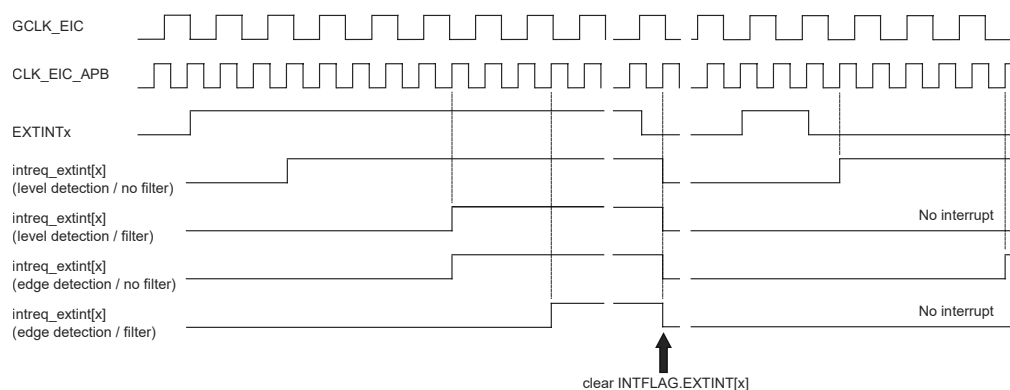 GCLK_EIC
CLK_EIC_APB
EXTINTx
intreq_extint[x]
(level detection / no filter)
intreq_extint[x]
(level detection / filter)
No interrupt
intreq_extint[x]
(edge detection / no filter)
intreq_extint[x]
(edge detection / filter)
No interrupt
clear INTFLAG.EXTINT[x]